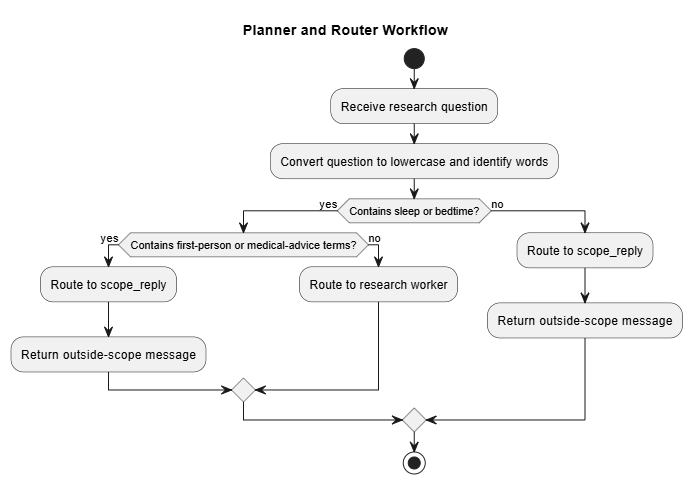 Planner and Router Workflow
Receive research question
Convert question to lowercase and identify words
yes
Contains sleep or bedtime?
no
yes
Contains first-person or medical-advice terms?
no
Route to scope_reply
Route to scope_reply
Route to research worker
Return outside-scope message
Return outside-scope message